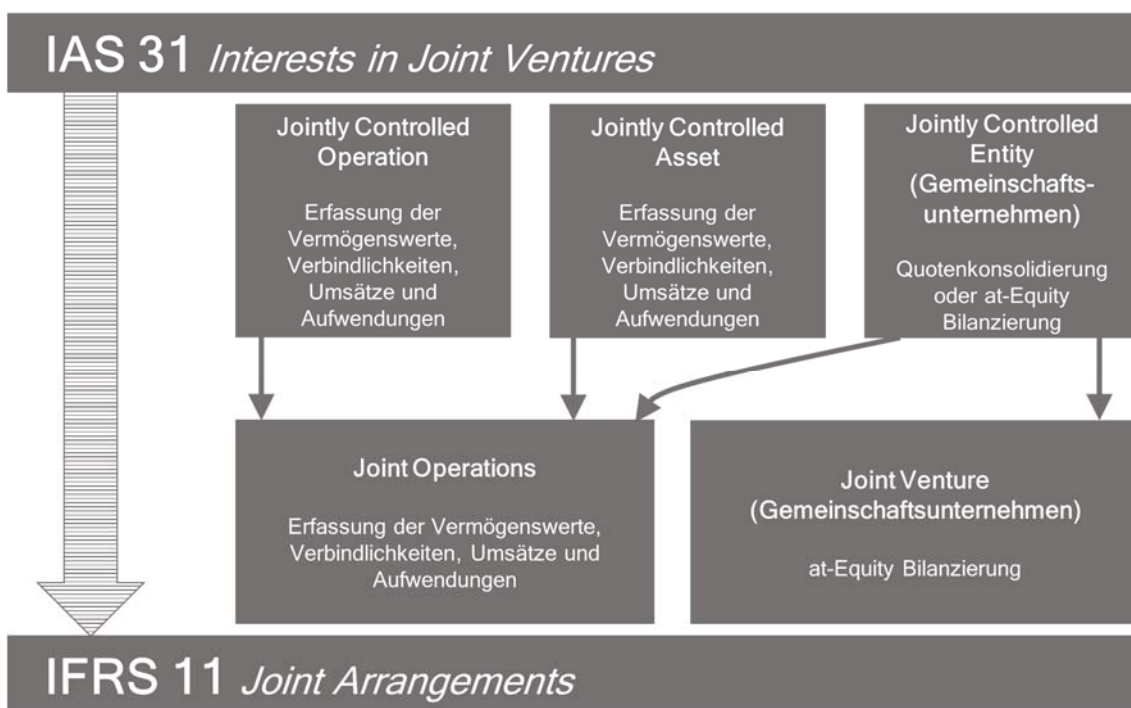 IAS 31 Interests in Joint Ventures
Jointly Controlled
Operation
Erfassung der
Vermögenswerte,
Verbindlichkeiten,
Umsätze und
Aufwendungen
Jointly Controlled
Asset
Erfassung der
Vermögenswerte,
Verbindlichkeiten,
Umsätze und
Aufwendungen
Jointly Controlled
Entity
(Gemeinschafts-
unternehmen)
Quotenkonsolidierung
oder at-Equity
Bilanzierung
Joint Operations
Erfassung der Vermögenswerte,
Verbindlichkeiten, Umsätze und
Aufwendungen
Joint Venture
(Gemeinschaftsunternehmen)
at-Equity Bilanzierung
IFRS 11 Joint Arrangements